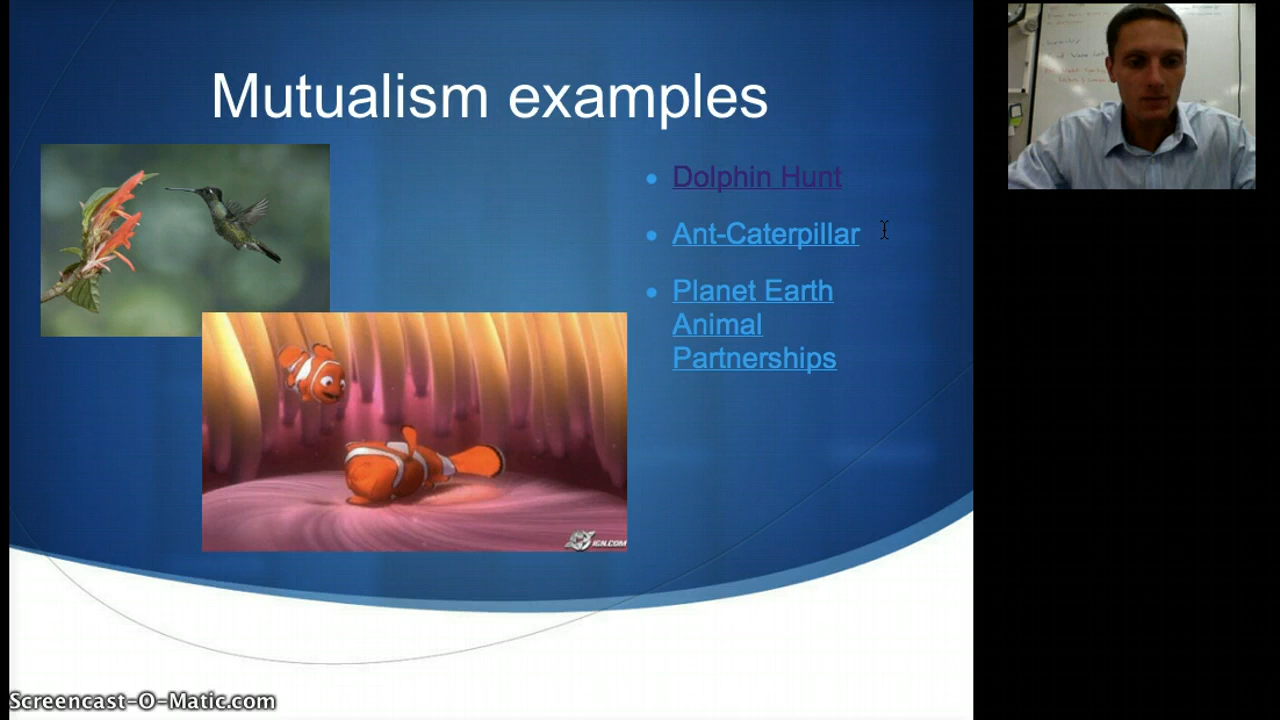 Mutualism examples
Dolphin Hunt
Ant-Caterpillar
Planet Earth
Animal
Partnerships
IGN.COM
Screencast-O-Matic.com